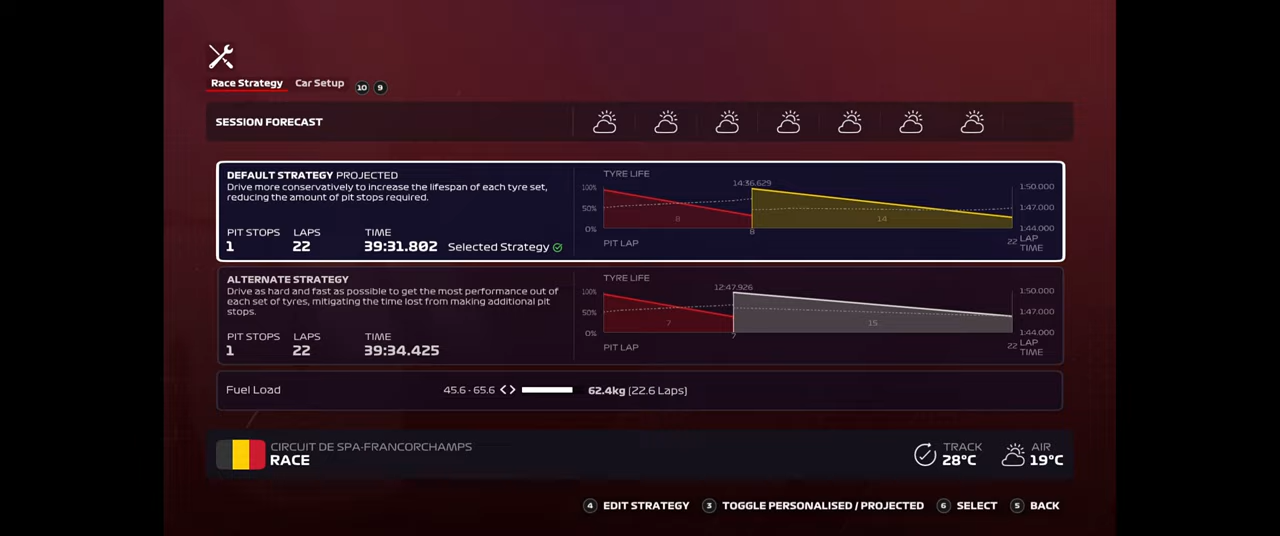 Race Strategy Car Setup 10 9
SESSION FORECAST
DEFAULT STRATEGY PROJECTED
Drive more conservatively to increase the lifespan of each tyre set,
reducing the amount of pit stops required.
PIT STOPS LAPS TIME
1 22 39:31.802 Selected Strategy
TYRE LIFE
14:36.629
100% 1:50.000
50% 8 14 1:47.000
0% 8 1:44.000
PIT LAP 22 LAP
TIME
ALTERNATE STRATEGY
Drive as hard and fast as possible to get the most performance out of
each set of tyres, mitigating the time lost from making additional pit
stops.
PIT STOPS LAPS TIME
1 22 39:34.425
TYRE LIFE
12:47.926
100% 1:50.000
50% 7 15 1:47.000
0% 7 1:44.000
PIT LAP 22 LAP
TIME
Fuel Load 45.6 - 65.6 <> 62.4kg (22.6 Laps)
CIRCUIT DE SPA-FRANCORCHAMPS
RACE
TRACK
28°C
AIR
19°C
4 EDIT STRATEGY 3 TOGGLE PERSONALISED / PROJECTED 6 SELECT 5 BACK